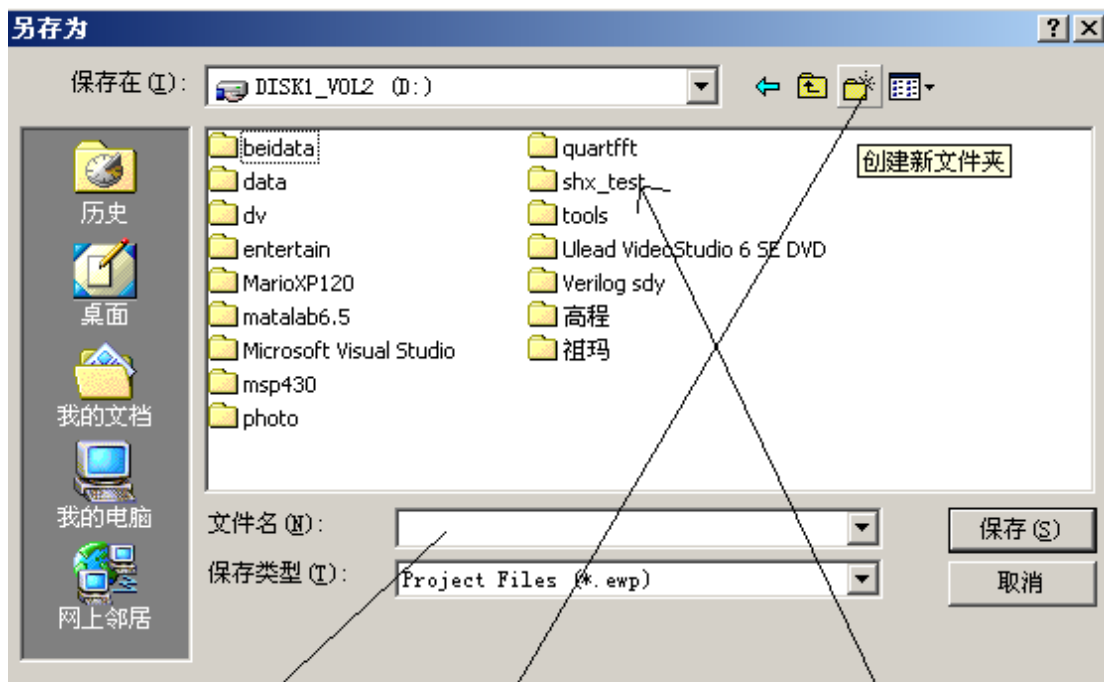 另存为
保存在(I):
DISK1_VOL2 (D:)
创建新文件夹
历史
桌面
我的文档
我的电脑
网上邻居
beidata
data
dv
entertain
MarioXP120
matalab6.5
Microsoft Visual Studio
msp430
photo
quartfft
shx_test
tools
Ulead VideoStudio 6 SE DVD
Verilog sdy
高程
祖玛
文件名(N):
保存(S)
保存类型(T):
Project Files (*.ewp)
取消